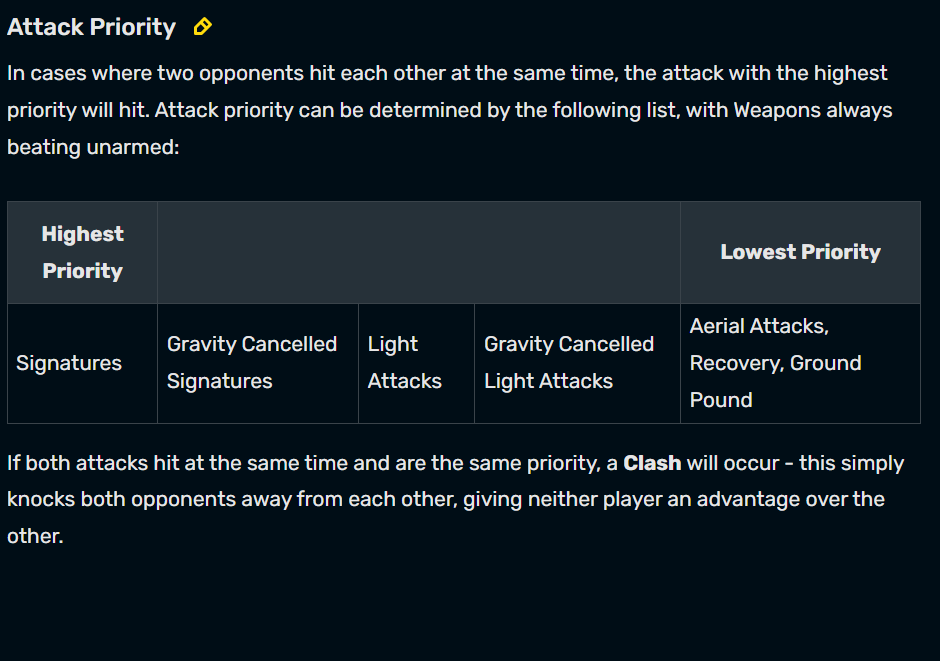 Attack Priority
In cases where two opponents hit each other at the same time, the attack with the highest
priority will hit. Attack priority can be determined by the following list, with Weapons always
beating unarmed:
Highest
Priority
Lowest Priority
Signatures
Gravity Cancelled
Signatures
Light
Attacks
Gravity Cancelled
Light Attacks
Aerial Attacks,
Recovery, Ground
Pound
If both attacks hit at the same time and are the same priority, a Clash will occur - this simply
knocks both opponents away from each other, giving neither player an advantage over the
other.